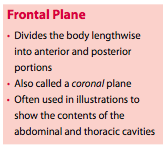 Frontal Plane
• Divides the body lengthwise
into anterior and posterior
portions
• Also called a coronal plane
• Often used in illustrations to
show the contents of the
abdominal and thoracic cavities